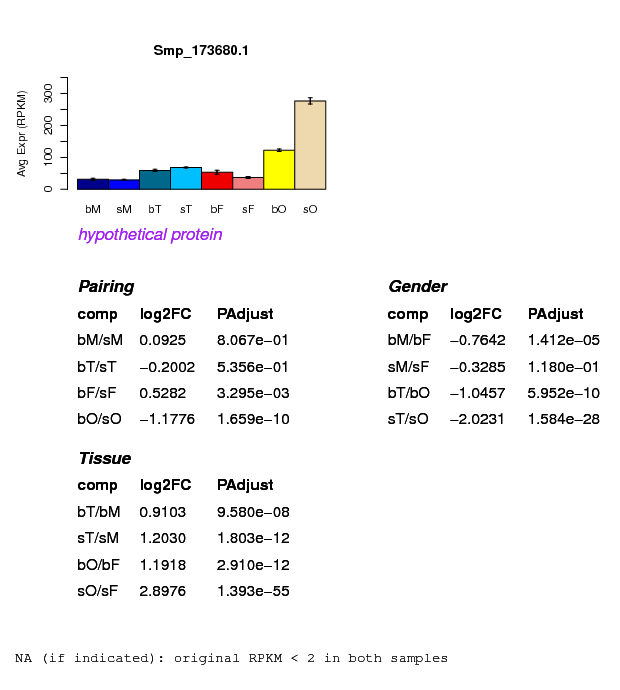 Smp_173680.1
Avg Expr (RPKM)
0 100 200 300
bM sM bT sT bF sF bO sO
hypothetical protein
Pairing
comp log2FC PAdjust
bM/sM 0.0925 8.067e−01
bT/sT −0.2002 5.356e−01
bF/sF 0.5282 3.295e−03
bO/sO −1.1776 1.659e−10
Gender
comp log2FC PAdjust
bM/bF −0.7642 1.412e−05
sM/sF −0.3285 1.180e−01
bT/bO −1.0457 5.952e−10
sT/sO −2.0231 1.584e−28
Tissue
comp log2FC PAdjust
bT/bM 0.9103 9.580e−08
sT/sM 1.2030 1.803e−12
bO/bF 1.1918 2.910e−12
sO/sF 2.8976 1.393e−55
NA (if indicated): original RPKM < 2 in both samples